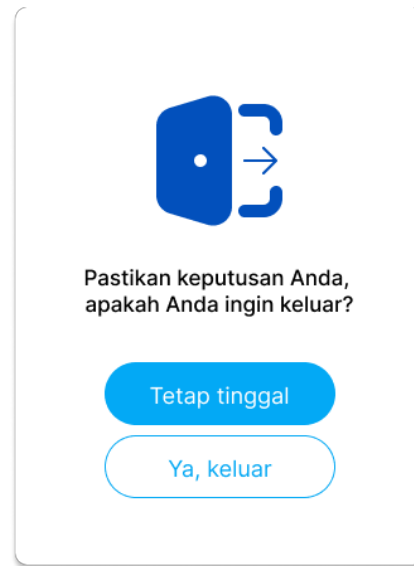 Pastikan keputusan Anda,
apakah Anda ingin keluar?
Tetap tinggal
Ya, keluar